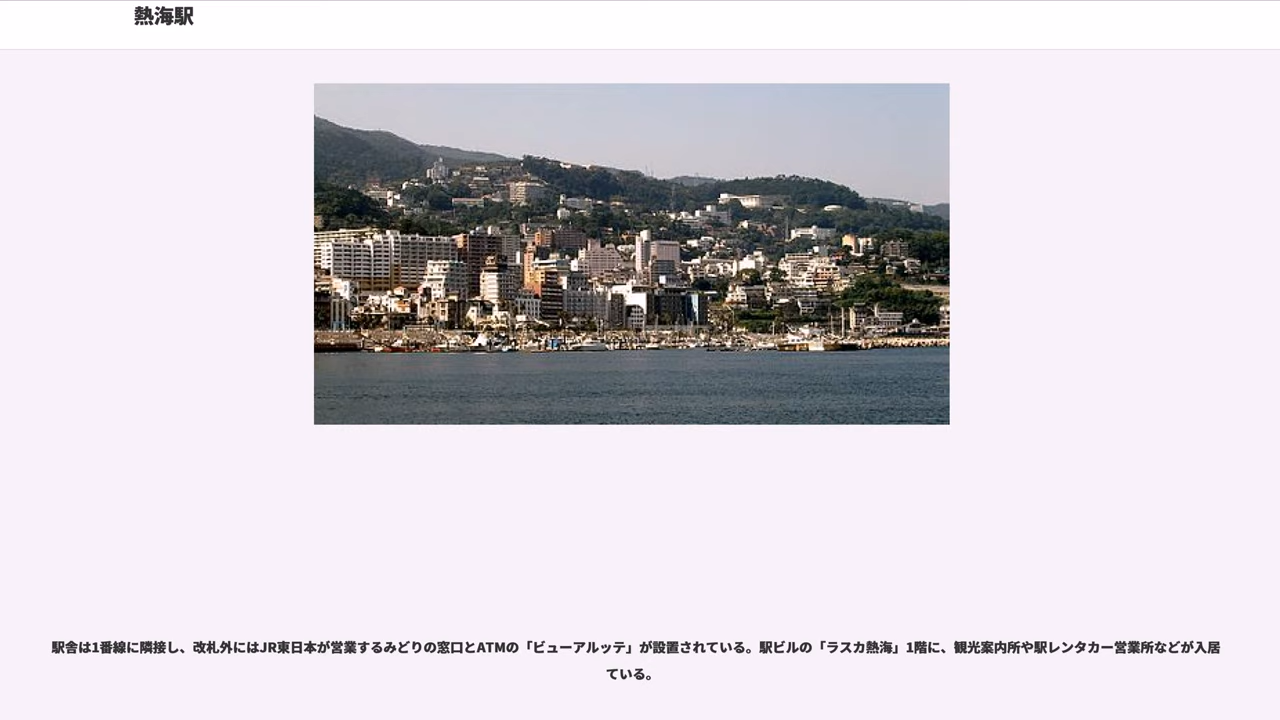 熱海駅
駅舎は1番線に隣接し、改札外にはJR東日本が営業するみどりの窓口とATMの「ビューアルッテ」が設置されている。駅ビルの「ラスカ熱海」1階に、観光案内所や駅レンタカー営業所などが入居
ている。